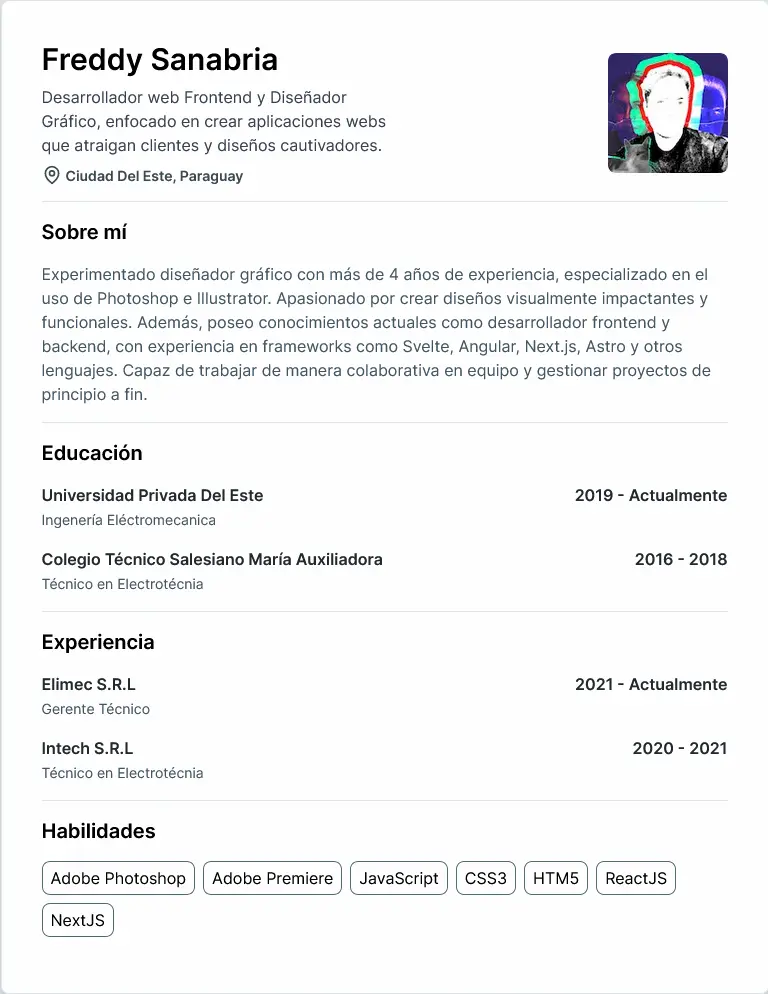 Freddy Sanabria
Desarrollador web Frontend y Diseñador
Gráfico, enfocado en crear aplicaciones webs
que atraigan clientes y diseños cautivadores.
Ciudad Del Este, Paraguay
Sobre mí
Experimentado diseñador gráfico con más de 4 años de experiencia, especializado en el
uso de Photoshop e Illustrator. Apasionado por crear diseños visualmente impactantes y
funcionales. Además, poseo conocimientos actuales como desarrollador frontend y
backend, con experiencia en frameworks como Svelte, Angular, Next.js, Astro y otros
lenguajes. Capaz de trabajar de manera colaborativa en equipo y gestionar proyectos de
principio a fin.
Educación
Universidad Privada Del Este 2019 - Actualmente
Ingenería Eléctromecanica
Colegio Técnico Salesiano María Auxiliadora 2016 - 2018
Técnico en Electrotécnia
Experiencia
Elimec S.R.L 2021 - Actualmente
Gerente Técnico
Intech S.R.L 2020 - 2021
Técnico en Electrotécnia
Habilidades
Adobe Photoshop Adobe Premiere JavaScript CSS3 HTM5 ReactJS
NextJS